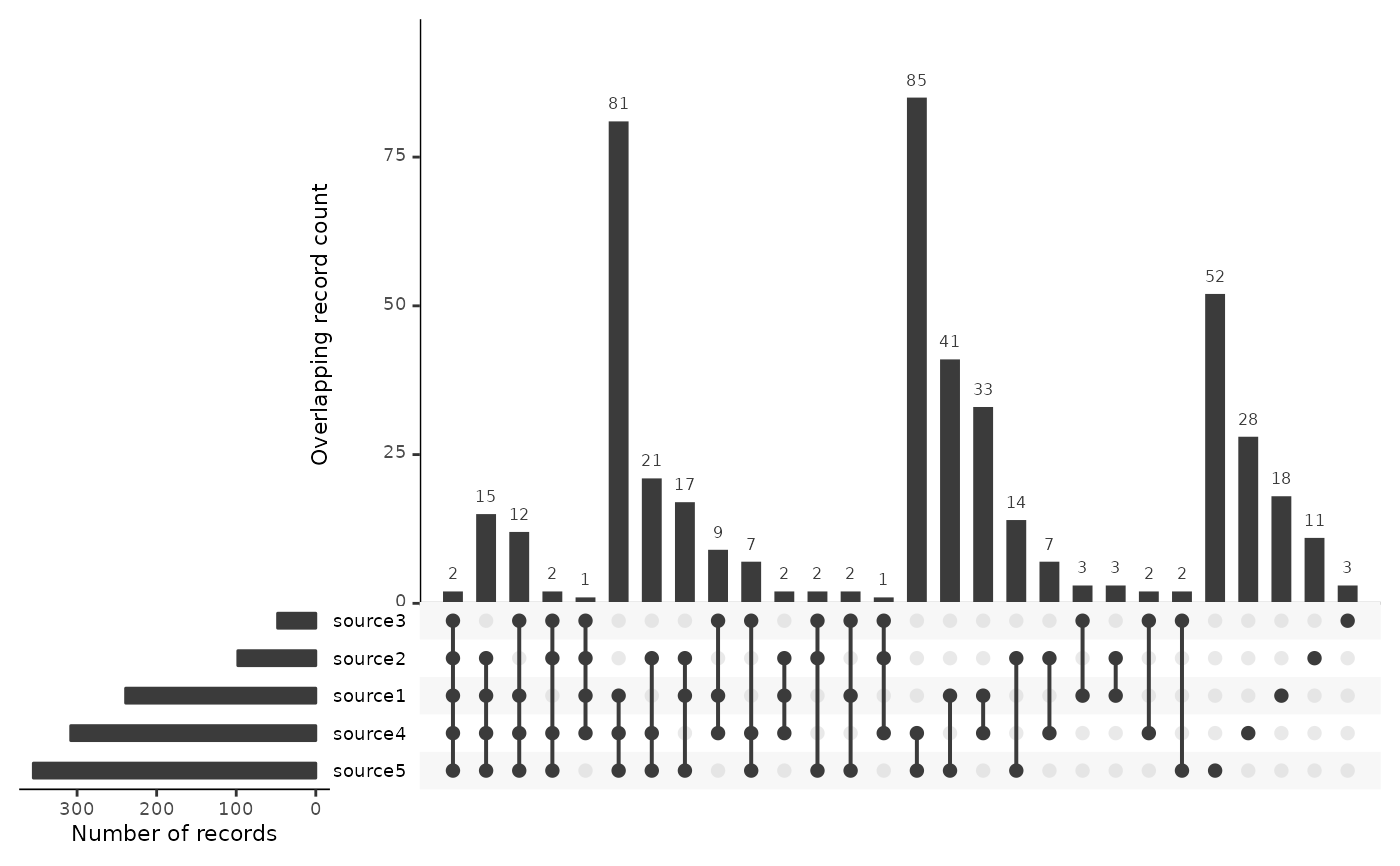 Overlapping record count
75
50
25
0
2 15 12 2 1 81 21 17 9 7 2 2 2 1 85 41 33 14 7 3 3 2 2 52 28 18 11 3
source3
source2
source1
source4
source5
300 200 100 0
Number of records